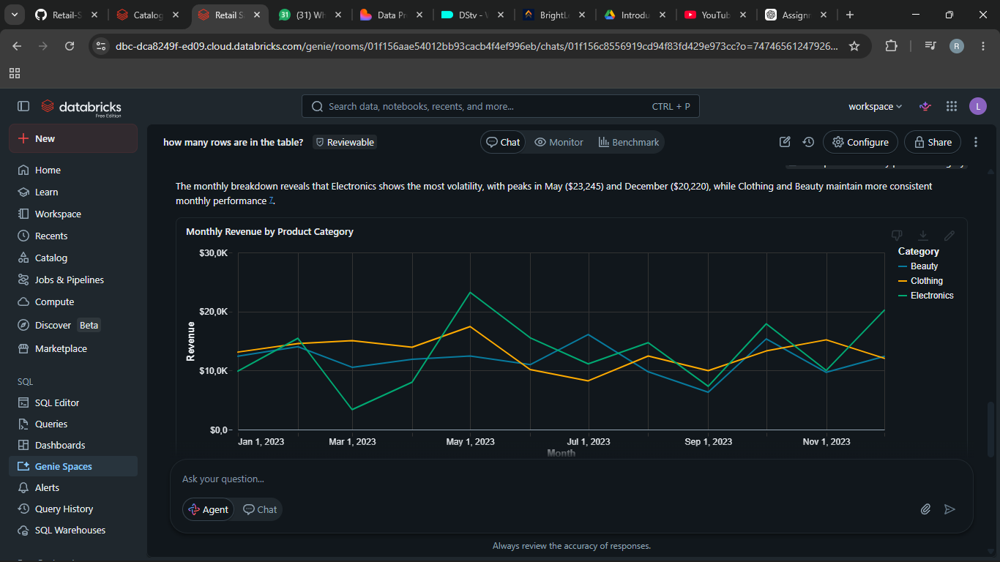 Retail-S
Catalog
Retail S
(31) Wh
Data Pr
DStv - 
BrightL
Introdu
YouTub
Assignm
dbc-dca8249f-ed09.cloud.databricks.com/genie/rooms/01f156aae54012bb93cacb4f4ef996eb/chats/01f156c8556919cd94f83fd429e973cc?o=74746561247926...
R
databricks
Free Edition
Search data, notebooks, recents, and more...
CTRL + P
workspace
L
New
how many rows are in the table?
Reviewable
Chat
Monitor
Benchmark
Configure
Share
Home
Learn
Workspace
Recents
Catalog
Jobs & Pipelines
Compute
Discover Beta
Marketplace
SQL
SQL Editor
Queries
Dashboards
Genie Spaces
Alerts
Query History
SQL Warehouses
The monthly breakdown reveals that Electronics shows the most volatility, with peaks in May ($23,245) and December ($20,220), while Clothing and Beauty maintain more consistent
monthly performance 7.
Monthly Revenue by Product Category
Category
Beauty
Clothing
Electronics
Revenue
$30,0K
$20,0K
$10,0K
$0,0
Jan 1, 2023
Mar 1, 2023
May 1, 2023
Jul 1, 2023
Sep 1, 2023
Nov 1, 2023
Month
Ask your question...
Agent
Chat
Always review the accuracy of responses.